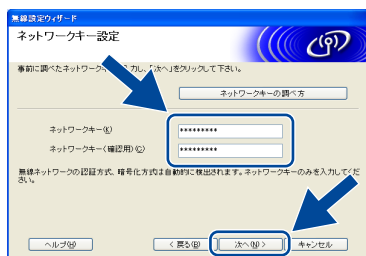 無線設定ウィザード
ネットワークキー設定
事前に調べたネットワークキー 力し、「次へ」をクリックして下さい。
ネットワークキーの調べ方
ネットワークキー(K)
*********
ネットワークキー(確認用)(C)
*********
無線ネットワークの認証方式、暗号化方式は自動的に検出されます。ネットワークキーのみを入力してくだ
さい。
ヘルプ(H)
< 戻る(B)
次へ(N) >
キャンセル